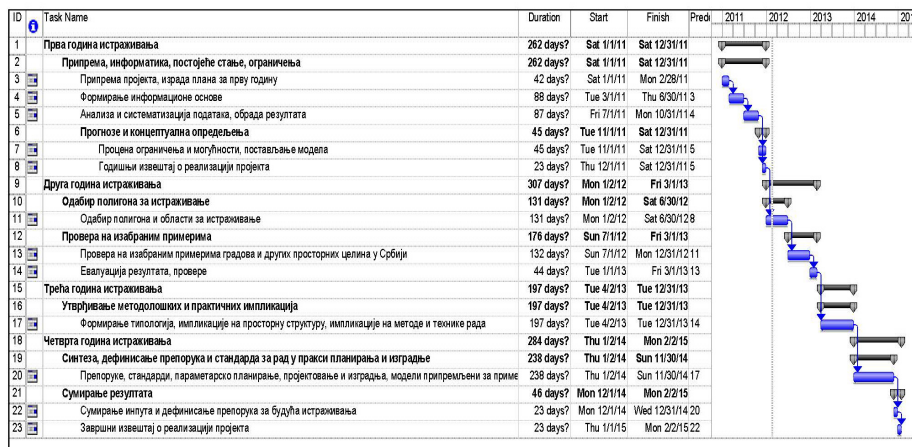 ID Task Name Duration Start Finish Prede 2011 2012 2013 2014 201
1 Прва година истраживања 262 days? Sat 1/1/11 Sat 12/31/11
2 Припрема, информатика, постојеће стање, ограничења 262 days? Sat 1/1/11 Sat 12/31/11
3 Припрема пројекта, израда плана за прву годину 42 days? Sat 1/1/11 Mon 2/28/11
4 Формирање информационе основе 88 days? Tue 3/1/11 Thu 6/30/11 3
5 Анализа и систематизација података, обрада резултата 87 days? Fri 7/1/11 Mon 10/31/11 4
6 Прогнозе и концептуална опредељења 45 days? Tue 11/1/11 Sat 12/31/11
7 Процена ограничења и могућности, постављање модела 45 days? Tue 11/1/11 Sat 12/31/11 5
8 Годишњи извештај о реализацији пројекта 23 days? Thu 12/1/11 Sat 12/31/11 5
9 Друга година истраживања 307 days? Mon 1/2/12 Fri 3/1/13
10 Одабир полигона за истраживање 131 days? Mon 1/2/12 Sat 6/30/12
11 Одабир полигона и области за истраживање 131 days? Mon 1/2/12 Sat 6/30/12 8
12 Провера на изабраним примерима 176 days? Sun 7/1/12 Fri 3/1/13
13 Провера на изабраним примерима градова и других просторних целина у Србији 132 days? Sun 7/1/12 Mon 12/31/12 11
14 Евалуација резултата, провере 44 days? Tue 1/1/13 Fri 3/1/13 13
15 Трећа година истраживања 197 days? Tue 4/2/13 Tue 12/31/13
16 Утврђивање методолошких и практичних импликација 197 days? Tue 4/2/13 Tue 12/31/13
17 Формирање типологија, импликације на просторну структуру, импликације на методе и технике рада 197 days? Tue 4/2/13 Tue 12/31/13 14
18 Четврта година истраживања 284 days? Thu 1/2/14 Mon 2/2/15
19 Синтеза, дефинисање препорука и стандарда за рад у пракси планирања и изградње 238 days? Thu 1/2/14 Sun 11/30/14
20 Препоруке, стандарди, параметарско планирање, пројектовање и изградња, модели припремљени за приме 238 days? Thu 1/2/14 Sun 11/30/14 17
21 Сумирање резултата 46 days? Mon 12/1/14 Mon 2/2/15
22 Сумирање инпута и дефинисање препорука за будућа истраживања 23 days? Mon 12/1/14 Wed 12/31/14 20
23 Завршни извештај о реализацији пројекта 23 days? Thu 1/1/15 Mon 2/2/15 22